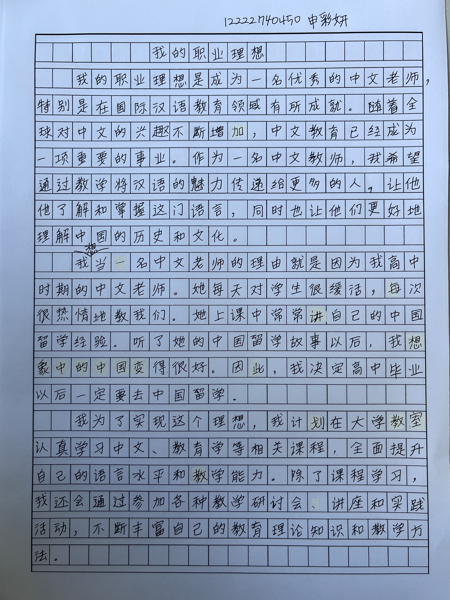 12222740450 申彩妍
我的职业理想
我的职业理想是成为一名优秀的中文老师，
特别是在国际汉语教育领域有所成就。随着全
球对中文的兴趣不断增加，中文教育已经成为
一项重要的事业。作为一名中文教师，我希望
通过教学将汉语的魅力传递给更多的人，让他
他了解和掌握这门语言，同时也让他们更好地
理解中国的历史和文化。
我想当一名中文老师的理由就是因为我高中
时期的中文老师。她每天对学生很缓活，每次
很热情地教我们。她上课中常常讲自己的中国
留学经验。听了她的中国留学故事以后，我想
象中的中国变得很好。因此，我决定高中毕业
以后一定要去中国留学。
我为了实现这个理想，我计划在大学教室
认真学习中文、教育学等相关课程，全面提升
自己的语言水平和教学能力。除了课程学习，
我还会通过参加各种教学研讨会、讲座和实践
活动，不断丰富自己的教育理论知识和教学方
法。